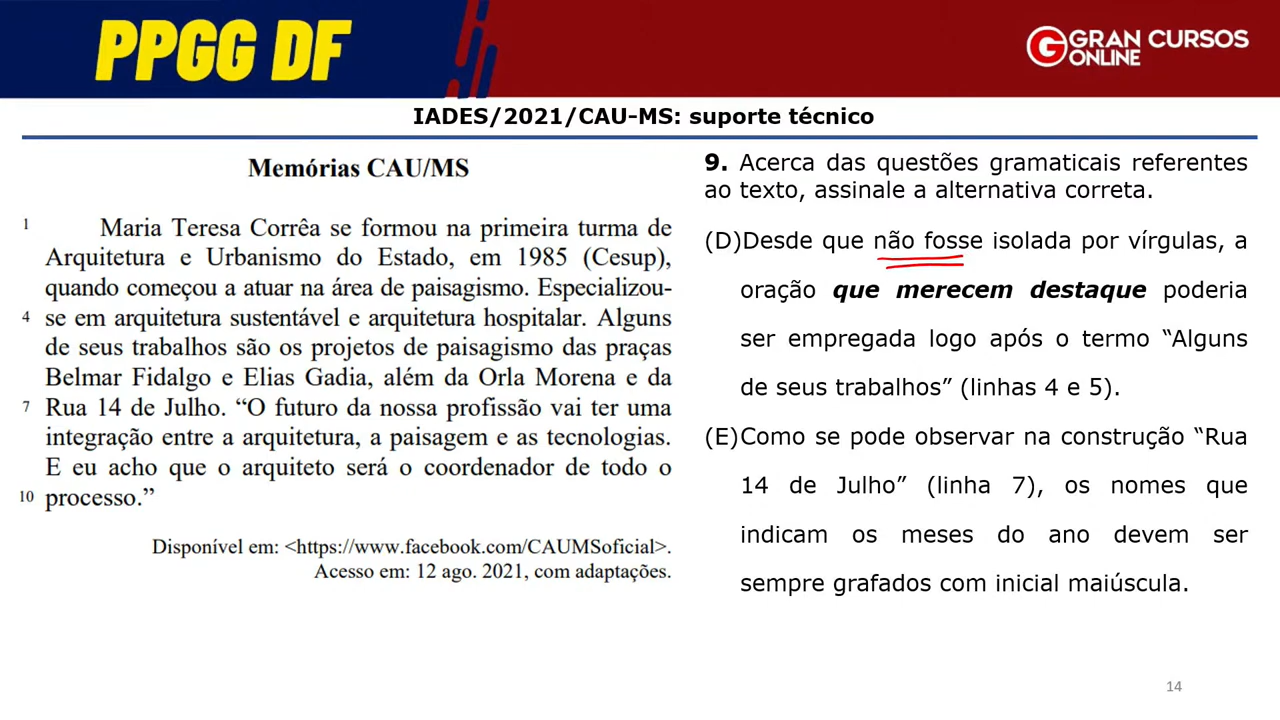 PPGG DF
GRAN CURSOS
ONLINE
IADES/2021/CAU-MS: suporte técnico
Memórias CAU/MS
1 Maria Teresa Corrêa se formou na primeira turma de
Arquitetura e Urbanismo do Estado, em 1985 (Cesup),
quando começou a atuar na área de paisagismo. Especializou-
4 se em arquitetura sustentável e arquitetura hospitalar. Alguns
de seus trabalhos são os projetos de paisagismo das praças
Belmar Fidalgo e Elias Gadia, além da Orla Morena e da
7 Rua 14 de Julho. “O futuro da nossa profissão vai ter uma
integração entre a arquitetura, a paisagem e as tecnologias.
E eu acho que o arquiteto será o coordenador de todo o
10 processo.”
Disponível em: <https://www.facebook.com/CAUMSoficial>.
Acesso em: 12 ago. 2021, com adaptações.
9. Acerca das questões gramaticais referentes
ao texto, assinale a alternativa correta.
(D)Desde que não fosse isolada por vírgulas, a
oração que merecem destaque poderia
ser empregada logo após o termo “Alguns
de seus trabalhos” (linhas 4 e 5).
(E)Como se pode observar na construção “Rua
14 de Julho” (linha 7), os nomes que
indicam os meses do ano devem ser
sempre grafados com inicial maiúscula.
14